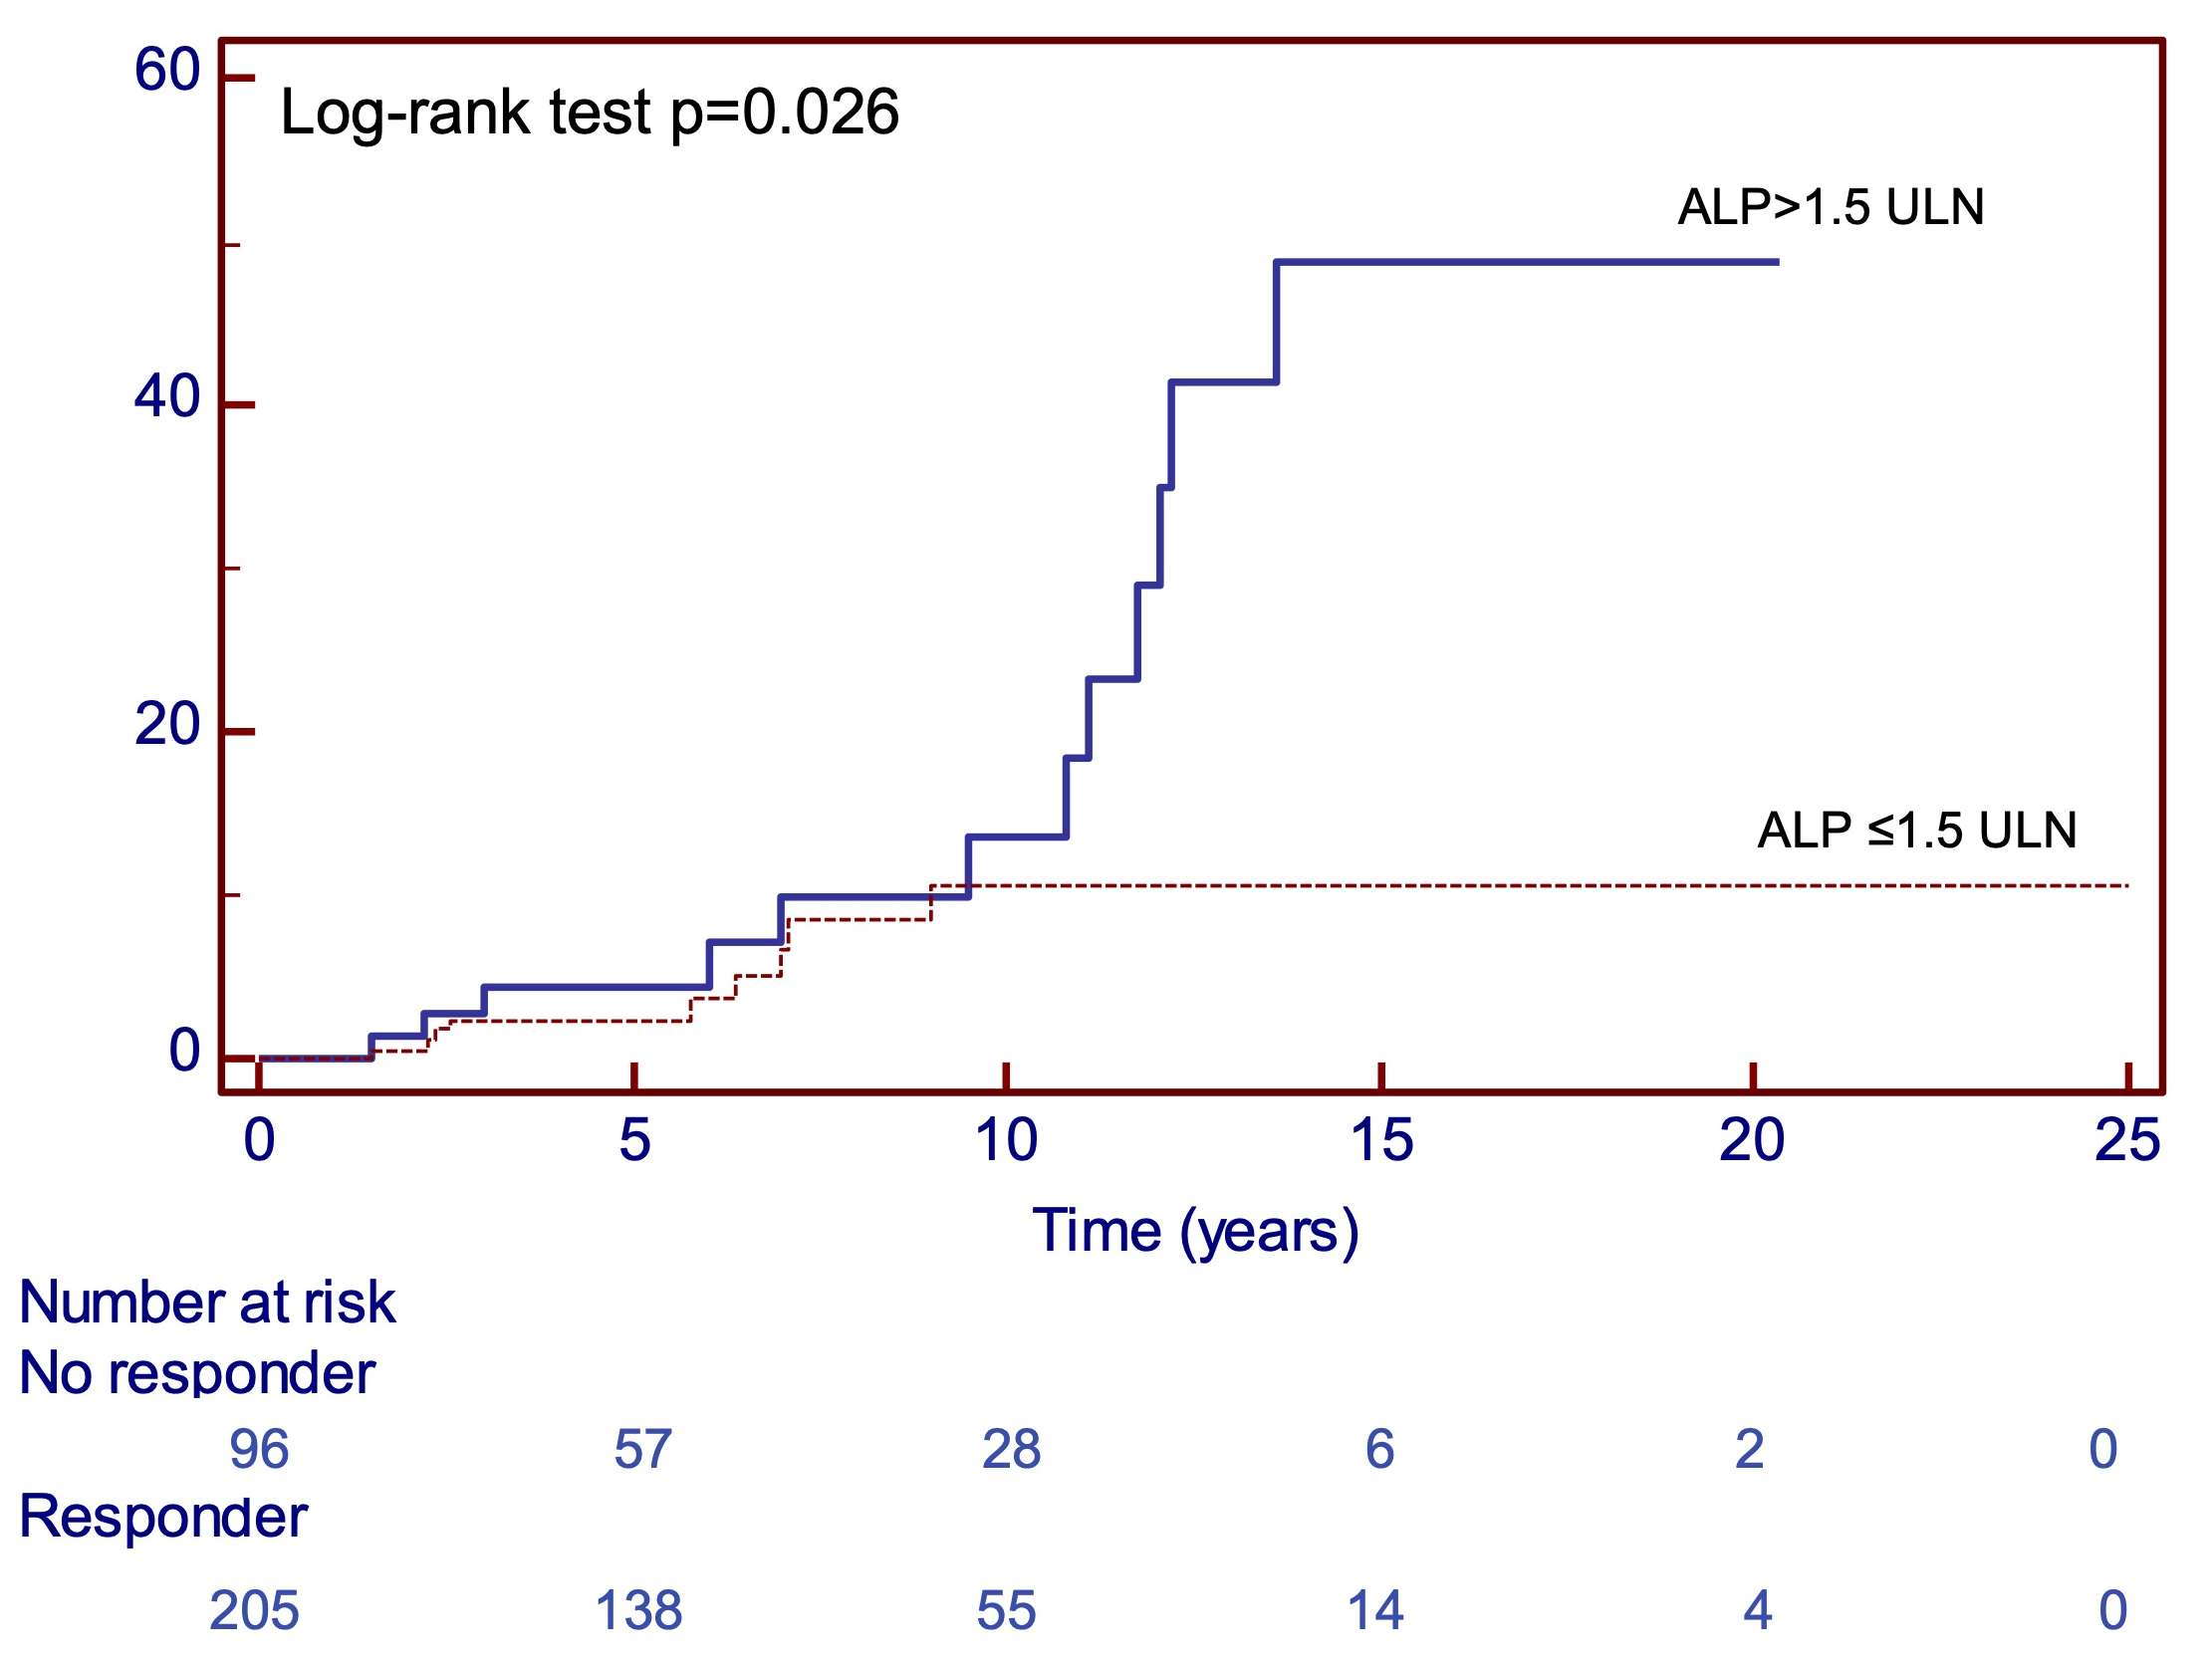 60
Log-rank test p=0.026
ALP>1.5 ULN
40
20
ALP ≤1.5 ULN
0
0 5 10 15 20 25
Time (years)
Number at risk
No responder
96 57 28 6 2 0
Responder
205 138 55 14 4 0